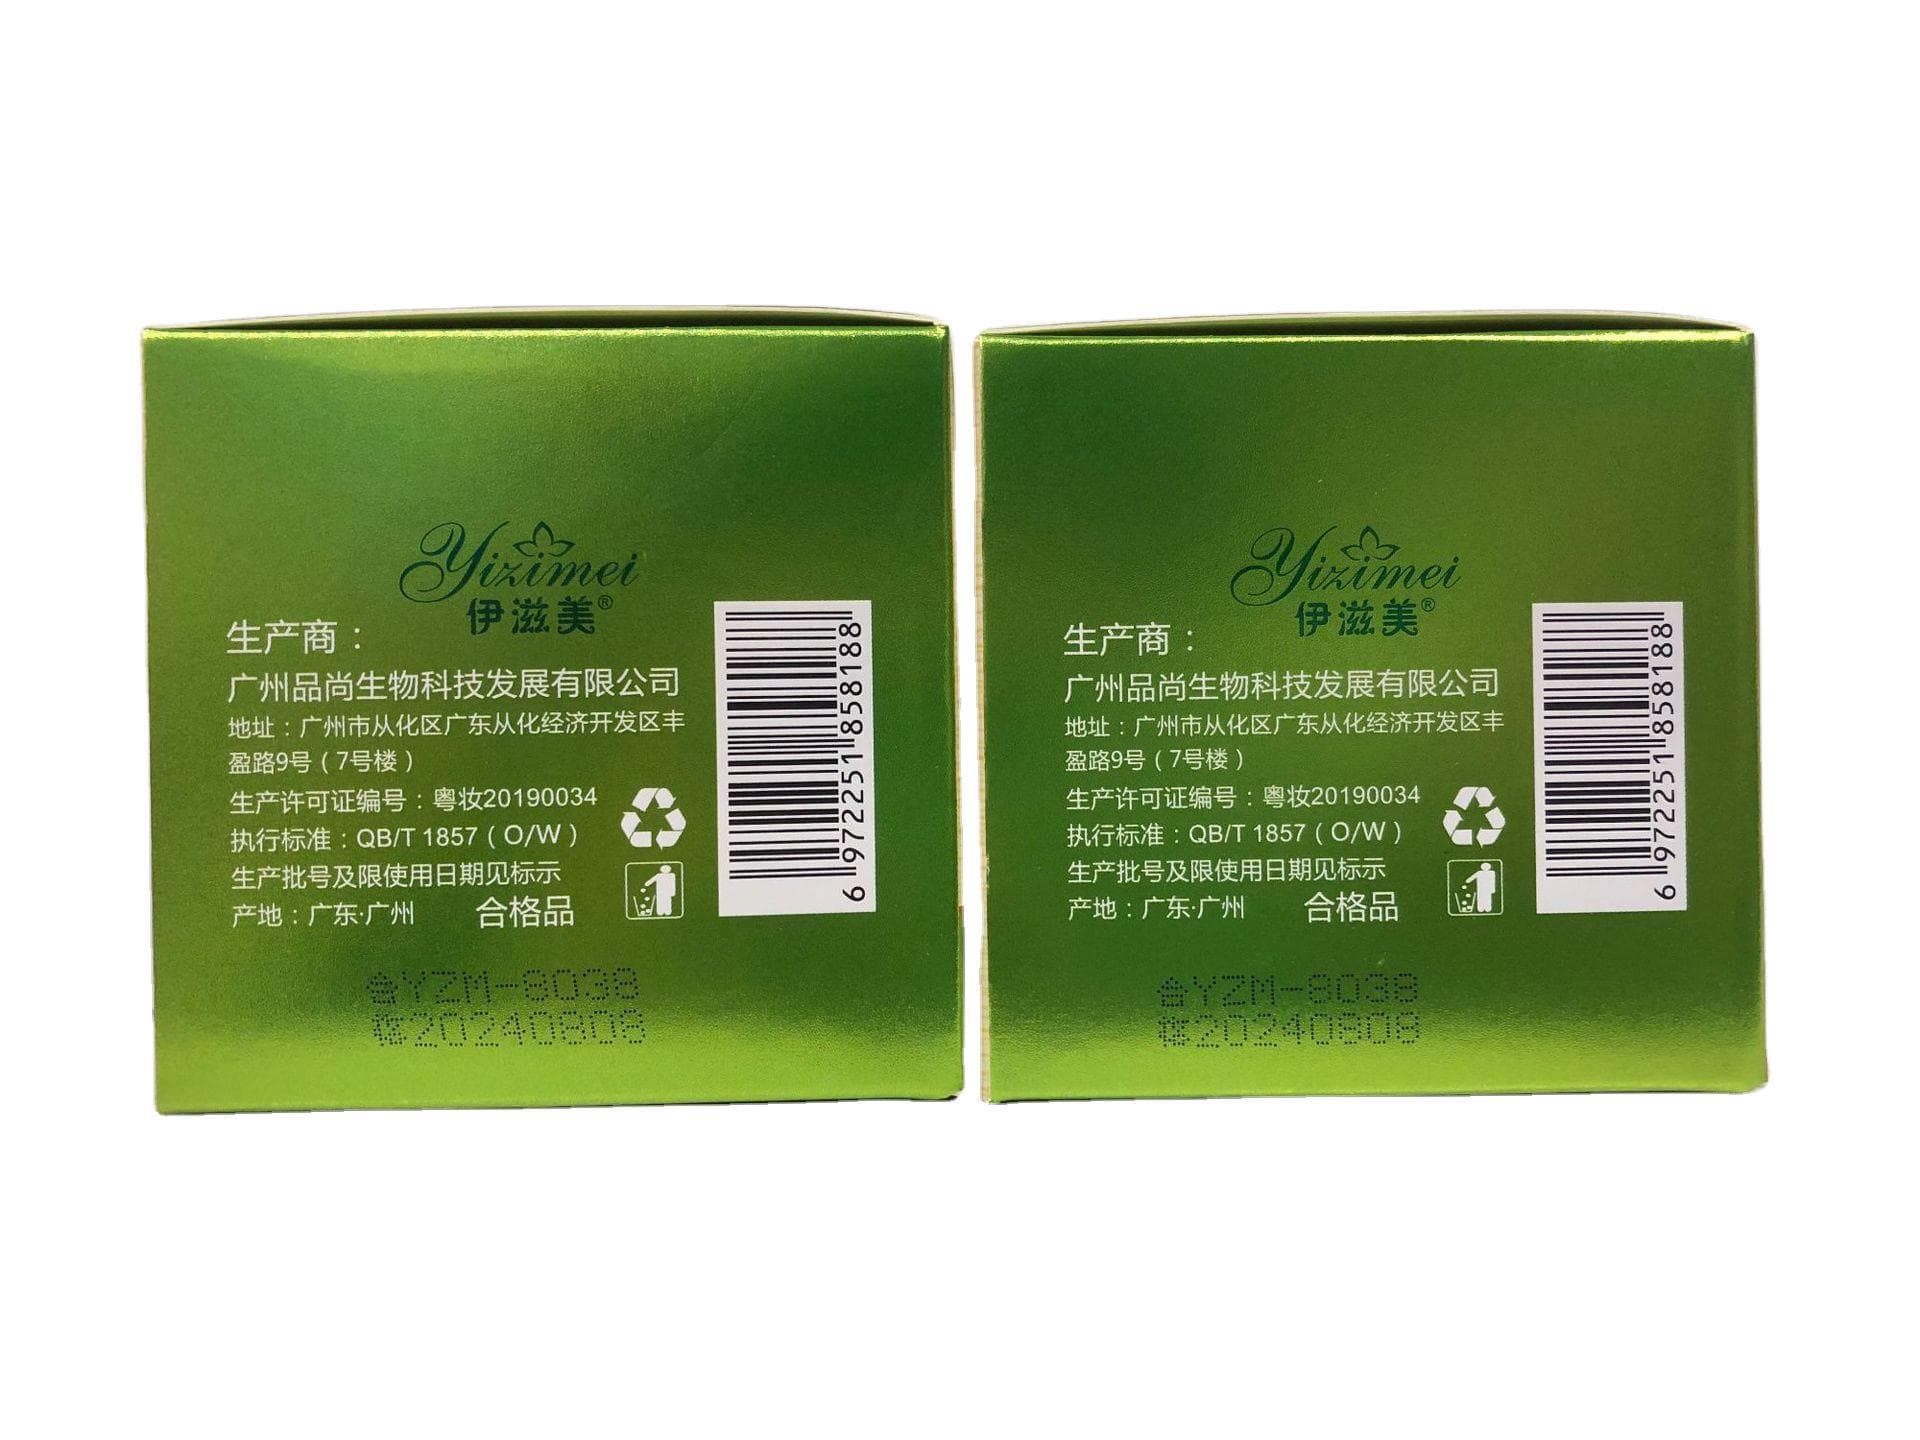 Yizimei
伊滋美®
生产商：
广州品尚生物科技发展有限公司
地址：广州市从化区广东从化经济开发区丰
盈路9号（7号楼）
生产许可证编号：粤妆20190034
执行标准：QB/T 1857（O/W）
生产批号及限使用日期见标示
产地：广东·广州 合格品
6 972251 858188
YZM-8038
20240808
Yizimei
伊滋美®
生产商：
广州品尚生物科技发展有限公司
地址：广州市从化区广东从化经济开发区丰
盈路9号（7号楼）
生产许可证编号：粤妆20190034
执行标准：QB/T 1857（O/W）
生产批号及限使用日期见标示
产地：广东·广州 合格品
6 972251 858188
YZM-8038
20240808